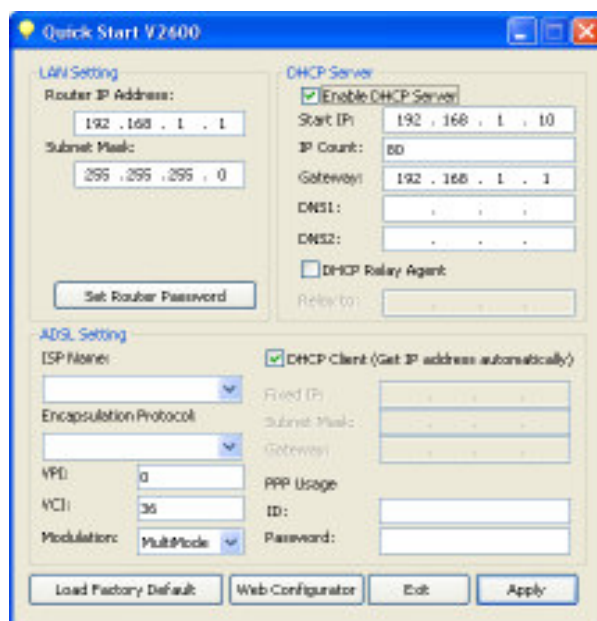 Quick Start V2600
LAN Setting
Router IP Address:
192 .168 . 1 . 1
Subnet Mask:
255 .255 .255 . 0
Set Router Password
DHCP Server
Enable DHCP Server
Start IP: 192 . 168 . 1 . 10
IP Count: 80
Gateway: 192 . 168 . 1 . 1
DNS1: . . .
DNS2: . . .
DHCP Relay Agent
Relay to: . . .
ADSL Setting
ISP Name:
Encapsulation Protocol:
VPI: 0
VCI: 36
Modulation: MultiMode
DHCP Client (Get IP address automatically)
Fixed IP: . . .
Subnet Mask: . . .
Gateway: . . .
PPP Usage
ID:
Password:
Load Factory Default
Web Configurator
Exit
Apply